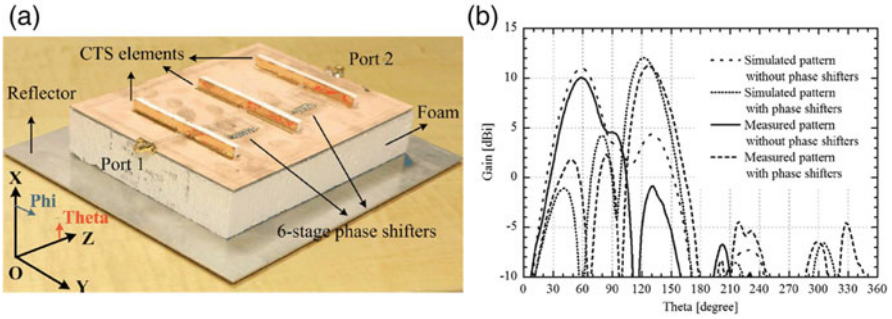 (a)
CTS elements
Port 2
Reflector
Foam
Port 1
X
Phi
Theta
Z
O
Y
6-stage phase shifters
(b)
15
10
5
0
-5
-10
Gain [dBi]
0 30 60 90 120 150 180 210 240 270 300 330 360
Theta [degree]
Simulated pattern
without phase shifters
Simulated pattern
with phase shifters
Measured pattern
without phase shifters
Measured pattern
with phase shifters